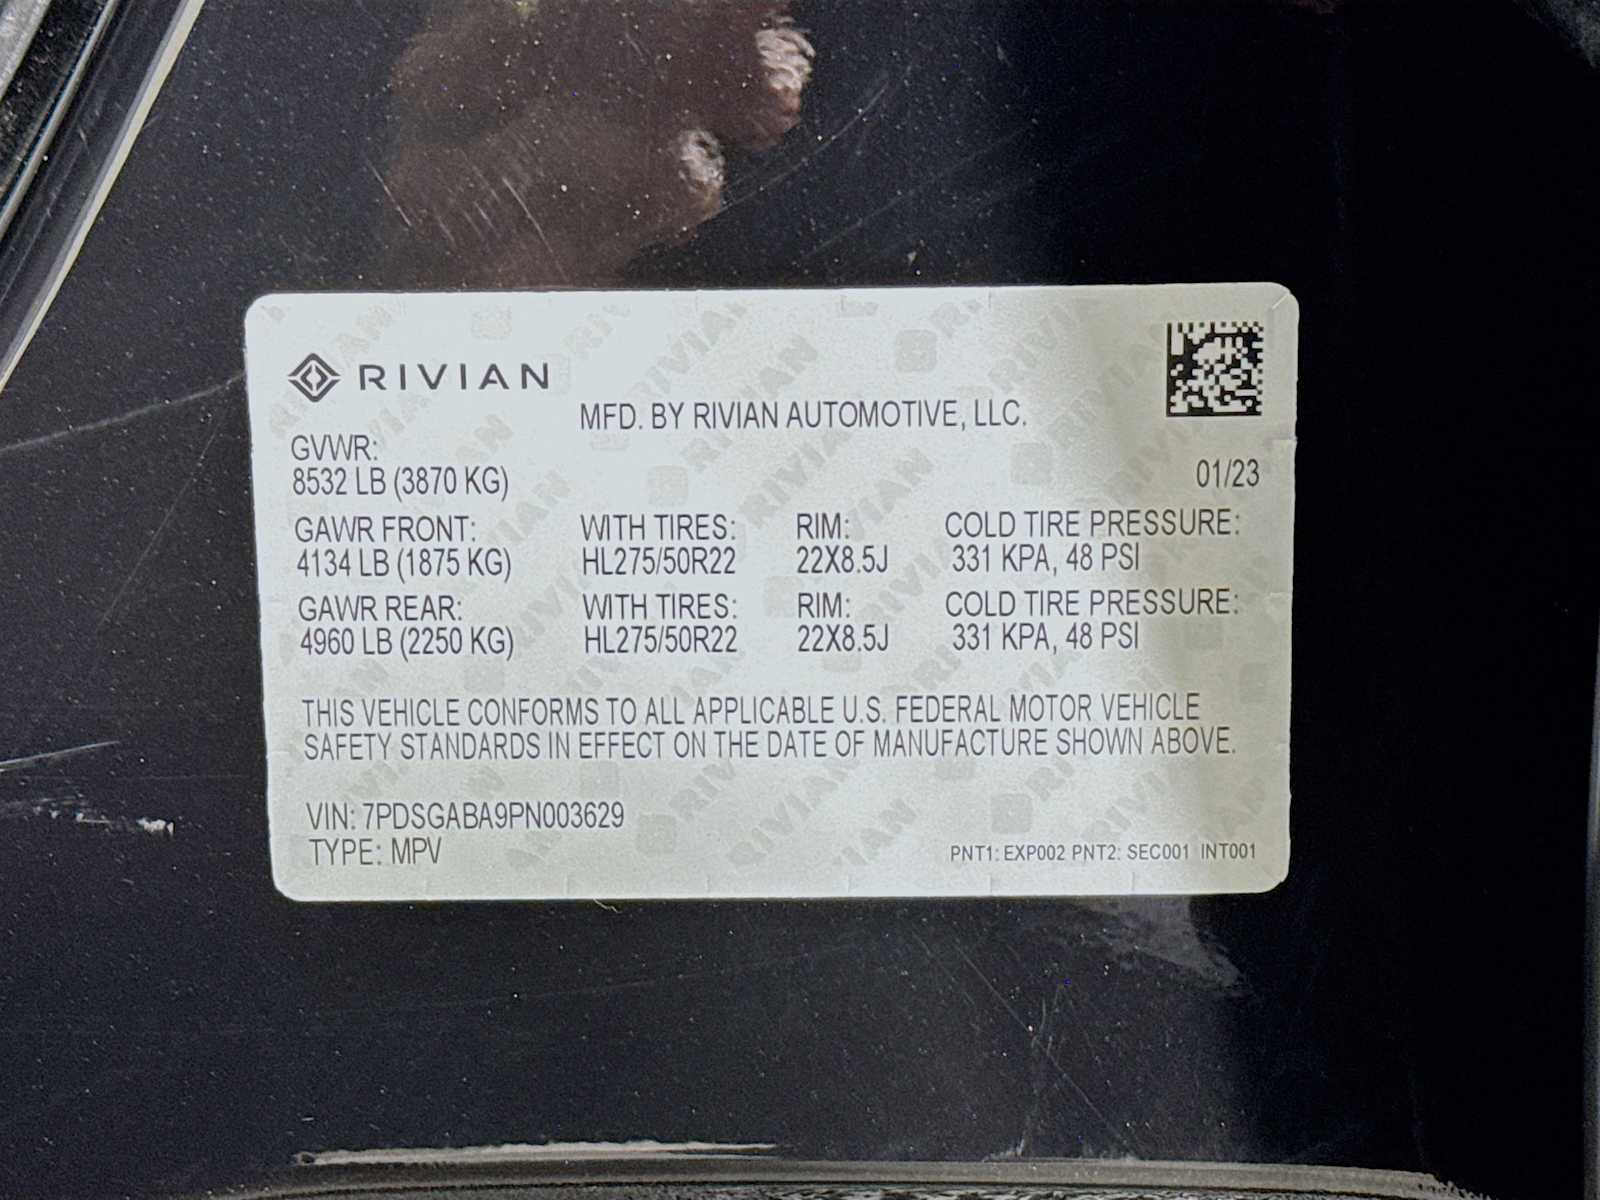 RIVIAN
MFD. BY RIVIAN AUTOMOTIVE, LLC.
GVWR:
8532 LB (3870 KG)
01/23
GAWR FRONT: WITH TIRES: RIM: COLD TIRE PRESSURE:
4134 LB (1875 KG) HL275/50R22 22X8.5J 331 KPA, 48 PSI
GAWR REAR: WITH TIRES: RIM: COLD TIRE PRESSURE:
4960 LB (2250 KG) HL275/50R22 22X8.5J 331 KPA, 48 PSI
THIS VEHICLE CONFORMS TO ALL APPLICABLE U.S. FEDERAL MOTOR VEHICLE
SAFETY STANDARDS IN EFFECT ON THE DATE OF MANUFACTURE SHOWN ABOVE.
VIN: 7PDSGABA9PN003629
TYPE: MPV
PNT1: EXP002 PNT2: SEC001 INT001